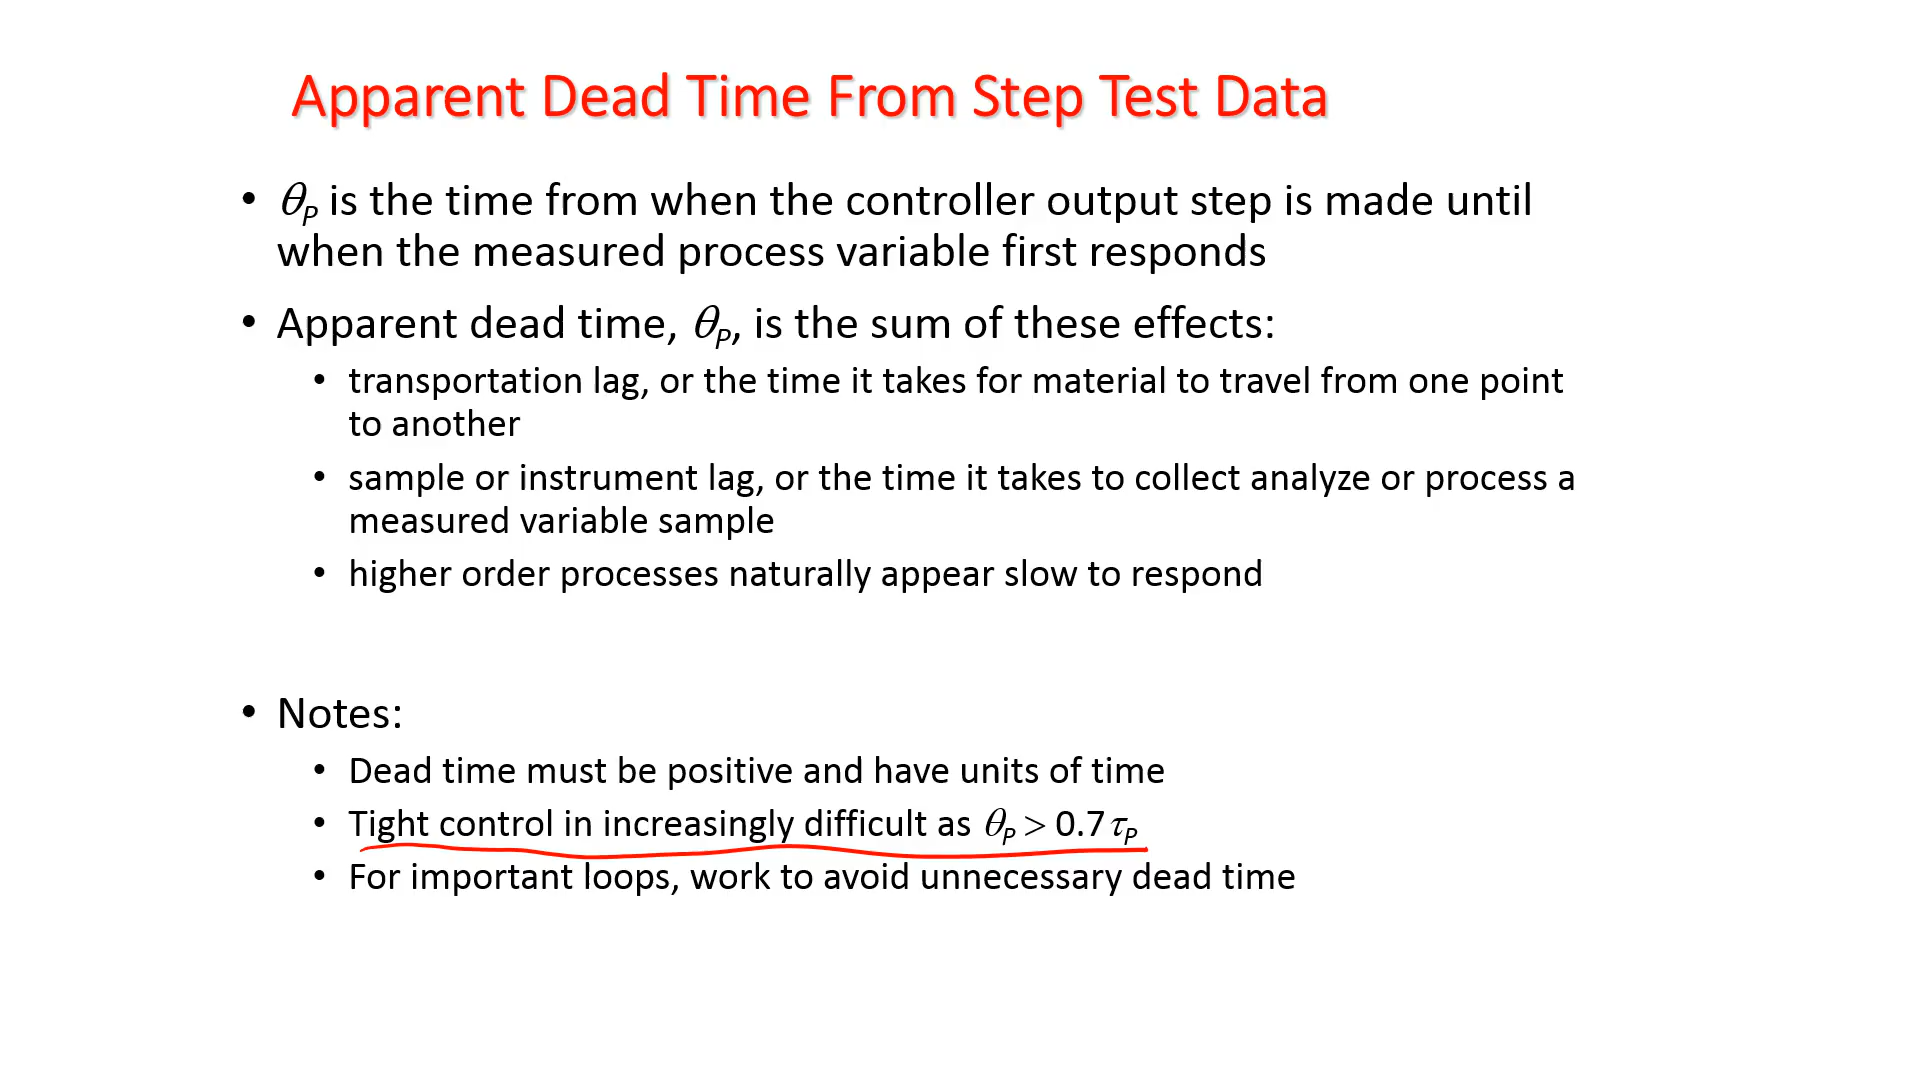 Apparent Dead Time From Step Test Data
• θP is the time from when the controller output step is made until
when the measured process variable first responds
• Apparent dead time, θP, is the sum of these effects:
• transportation lag, or the time it takes for material to travel from one point
to another
• sample or instrument lag, or the time it takes to collect analyze or process a
measured variable sample
• higher order processes naturally appear slow to respond
• Notes:
• Dead time must be positive and have units of time
• Tight control in increasingly difficult as θP > 0.7 τP
• For important loops, work to avoid unnecessary dead time